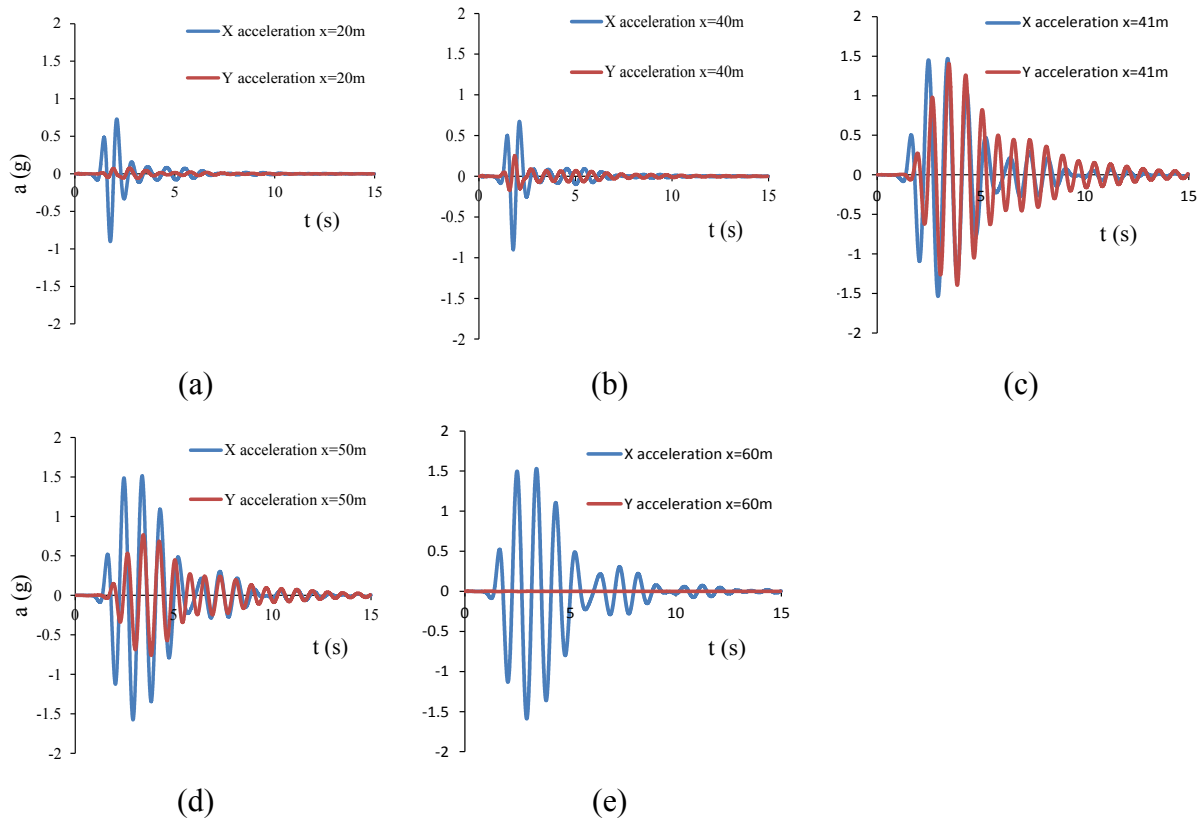 2
1.5
1
0.5
0
-0.5
-1
-1.5
-2
0 5 10 15
a (g)
t (s)
X acceleration x=20m
Y acceleration x=20m
(a)
2
1.5
1
0.5
0
-0.5
-1
-1.5
-2
0 5 10 15
a (g)
t (s)
X acceleration x=40m
Y acceleration x=40m
(b)
2
1.5
1
0.5
0
-0.5
-1
-1.5
-2
0 5 10 15
a (g)
t (s)
X acceleration x=41m
Y acceleration x=41m
(c)
2
1.5
1
0.5
0
-0.5
-1
-1.5
-2
0 5 10 15
a (g)
t (s)
X acceleration x=50m
Y acceleration x=50m
(d)
2
1.5
1
0.5
0
-0.5
-1
-1.5
-2
0 5 10 15
a (g)
t (s)
X acceleration x=60m
Y acceleration x=60m
(e)